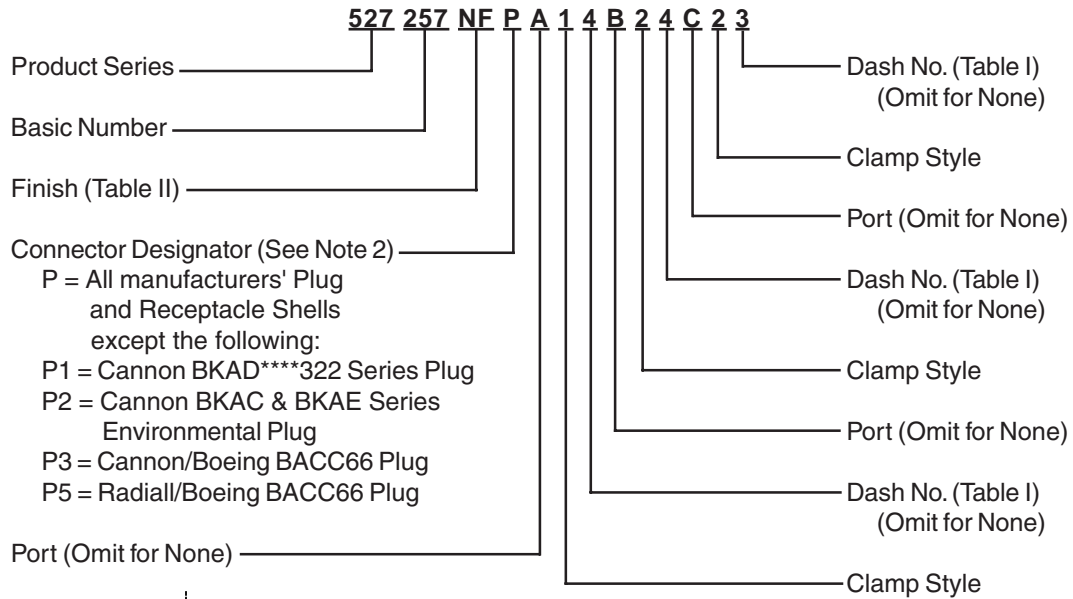 527 257 NF P A 1 4 B 2 4 C 2 3
Product Series
Basic Number
Finish (Table II)
Connector Designator (See Note 2)
P = All manufacturers' Plug
and Receptacle Shells
except the following:
P1 = Cannon BKAD****322 Series Plug
P2 = Cannon BKAC & BKAE Series
Environmental Plug
P3 = Cannon/Boeing BACC66 Plug
P5 = Radiall/Boeing BACC66 Plug
Port (Omit for None)
Dash No. (Table I)
(Omit for None)
Clamp Style
Port (Omit for None)
Dash No. (Table I)
(Omit for None)
Clamp Style
Port (Omit for None)
Dash No. (Table I)
(Omit for None)
Clamp Style